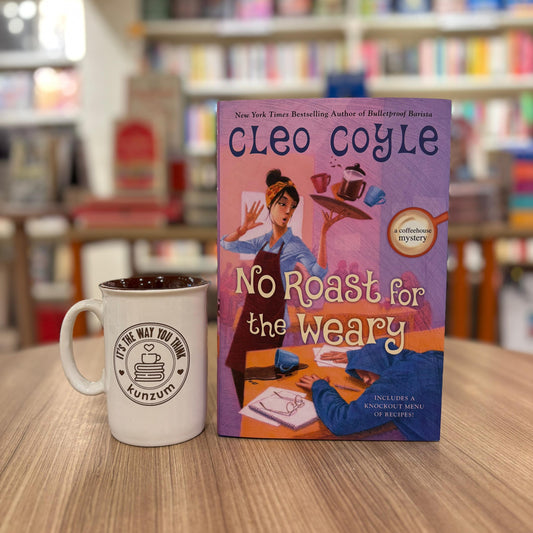 New York Times Bestselling Author of Bulletproof Barista
CLEO COYLE
a coffeehouse
mystery
No Roast for
the Weary
INCLUDES A
KNOCKOUT MENU
OF RECIPES!
IT'S THE WAY YOU THINK
kunzum